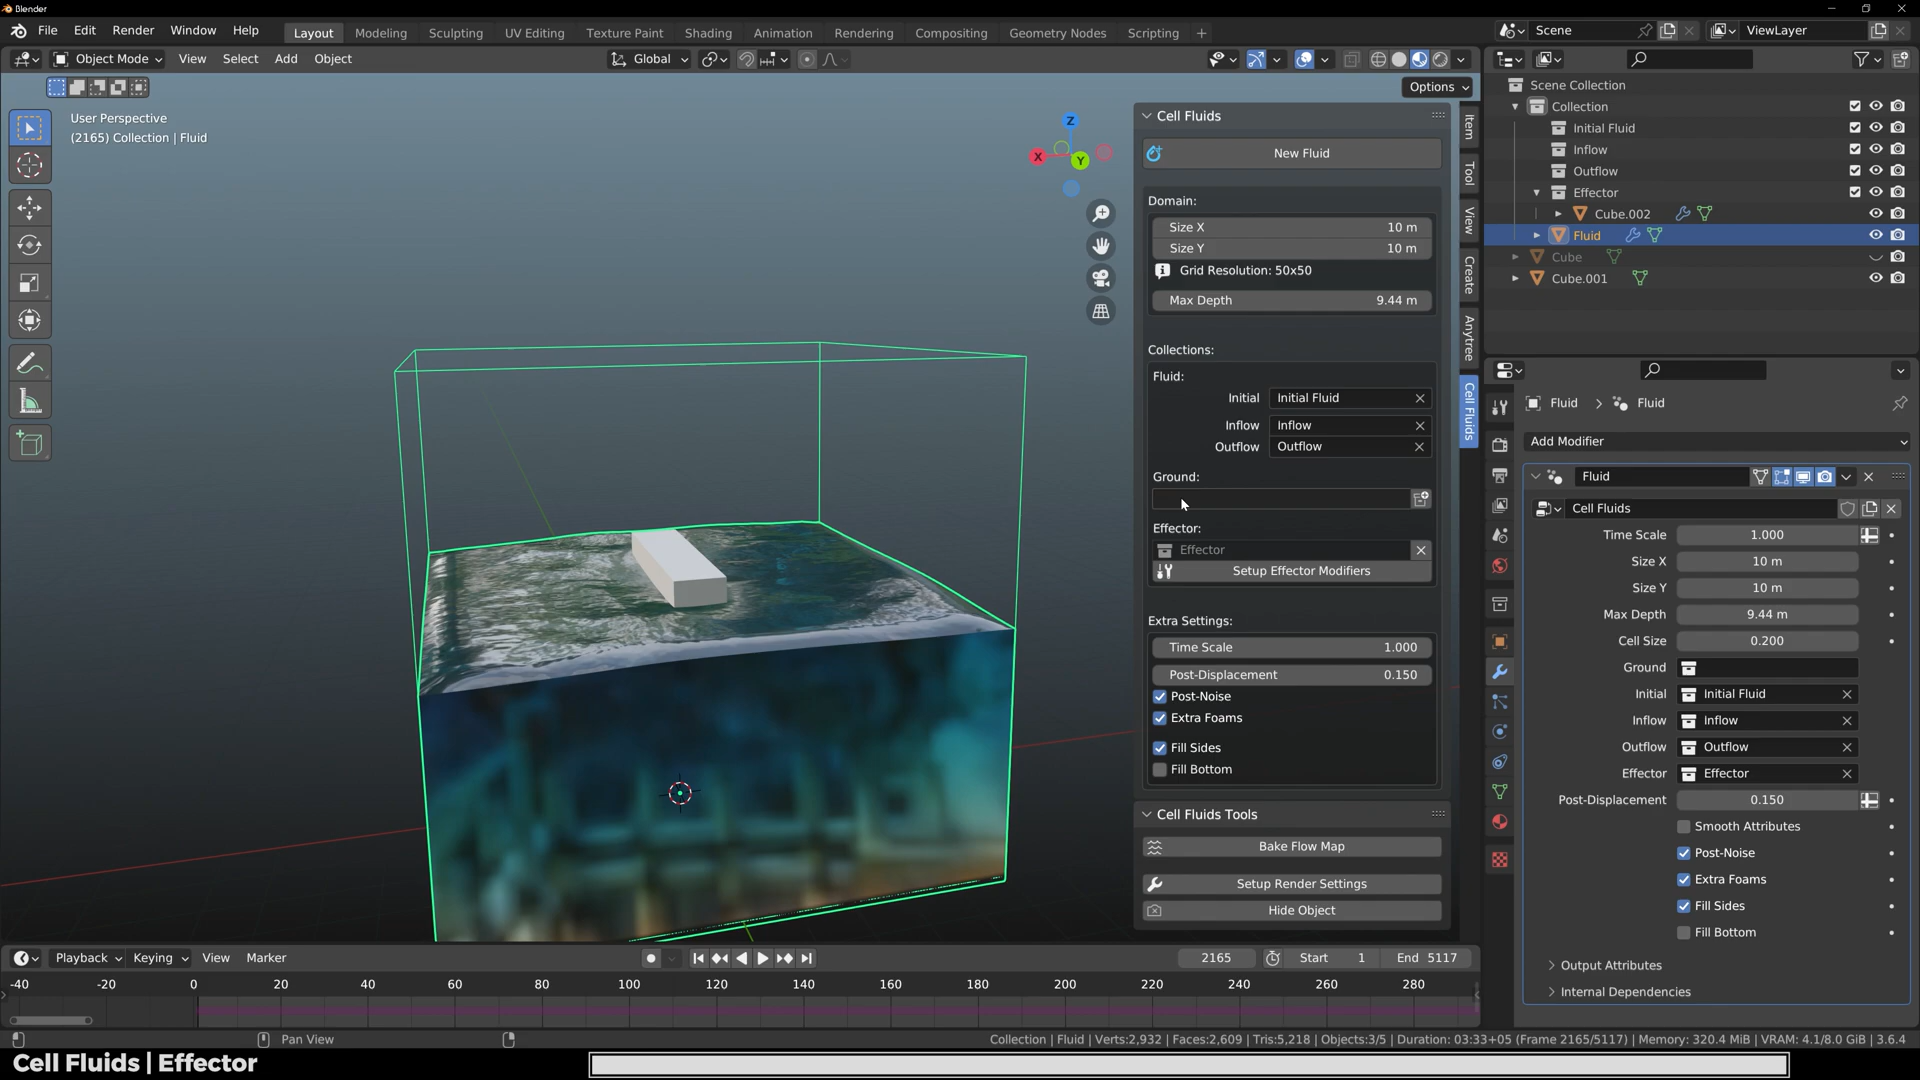 Blender
File Edit Render Window Help Layout Modeling Sculpting UV Editing Texture Paint Shading Animation Rendering Compositing Geometry Nodes Scripting + Scene ViewLayer
Object Mode View Select Add Object Global
Options
User Perspective
(2165) Collection | Fluid
Z
X
Y
Cell Fluids
New Fluid
Domain:
Size X 10 m
Size Y 10 m
Grid Resolution: 50x50
Max Depth 9.44 m
Collections:
Fluid:
Initial Initial Fluid
Inflow Inflow
Outflow Outflow
Ground:
Effector:
Effector
Setup Effector Modifiers
Extra Settings:
Time Scale 1.000
Post-Displacement 0.150
Post-Noise
Extra Foams
Fill Sides
Fill Bottom
Cell Fluids Tools
Bake Flow Map
Setup Render Settings
Hide Object
Item
Tool
View
Create
Anytree
Cell Fluids
Scene Collection
Collection
Initial Fluid
Inflow
Outflow
Effector
Cube.002
Fluid
Cube
Cube.001
Fluid > Fluid
Add Modifier
Fluid
Cell Fluids
Time Scale 1.000
Size X 10 m
Size Y 10 m
Max Depth 9.44 m
Cell Size 0.200
Ground
Initial Initial Fluid
Inflow Inflow
Outflow Outflow
Effector Effector
Post-Displacement 0.150
Smooth Attributes
Post-Noise
Extra Foams
Fill Sides
Fill Bottom
Output Attributes
Internal Dependencies
Playback Keying View Marker 2165 Start 1 End 5117
-40 -20 0 20 40 60 80 100 120 140 160 180 200 220 240 260 280
Pan View
Collection | Fluid | Verts:2,932 | Faces:2,609 | Tris:5,218 | Objects:3/5 | Duration: 03:33+05 (Frame 2165/5117) | Memory: 320.4 MiB | VRAM: 4.1/8.0 GiB | 3.6.4
Cell Fluids | Effector